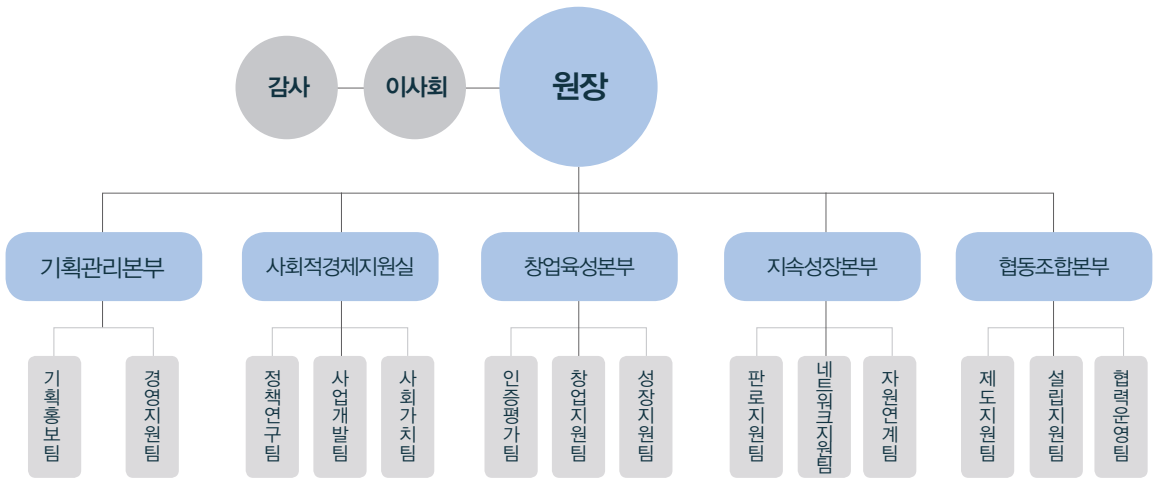 감사
이사회
원장
기획관리본부
사회적경제지원실
창업육성본부
지속성장본부
협동조합본부
기획홍보팀
경영지원팀
정책연구팀
사업개발팀
사회가치팀
인증평가팀
창업지원팀
성장지원팀
판로지원팀
네트워크지원팀
자원연계팀
제도지원팀
설립지원팀
협력운영팀